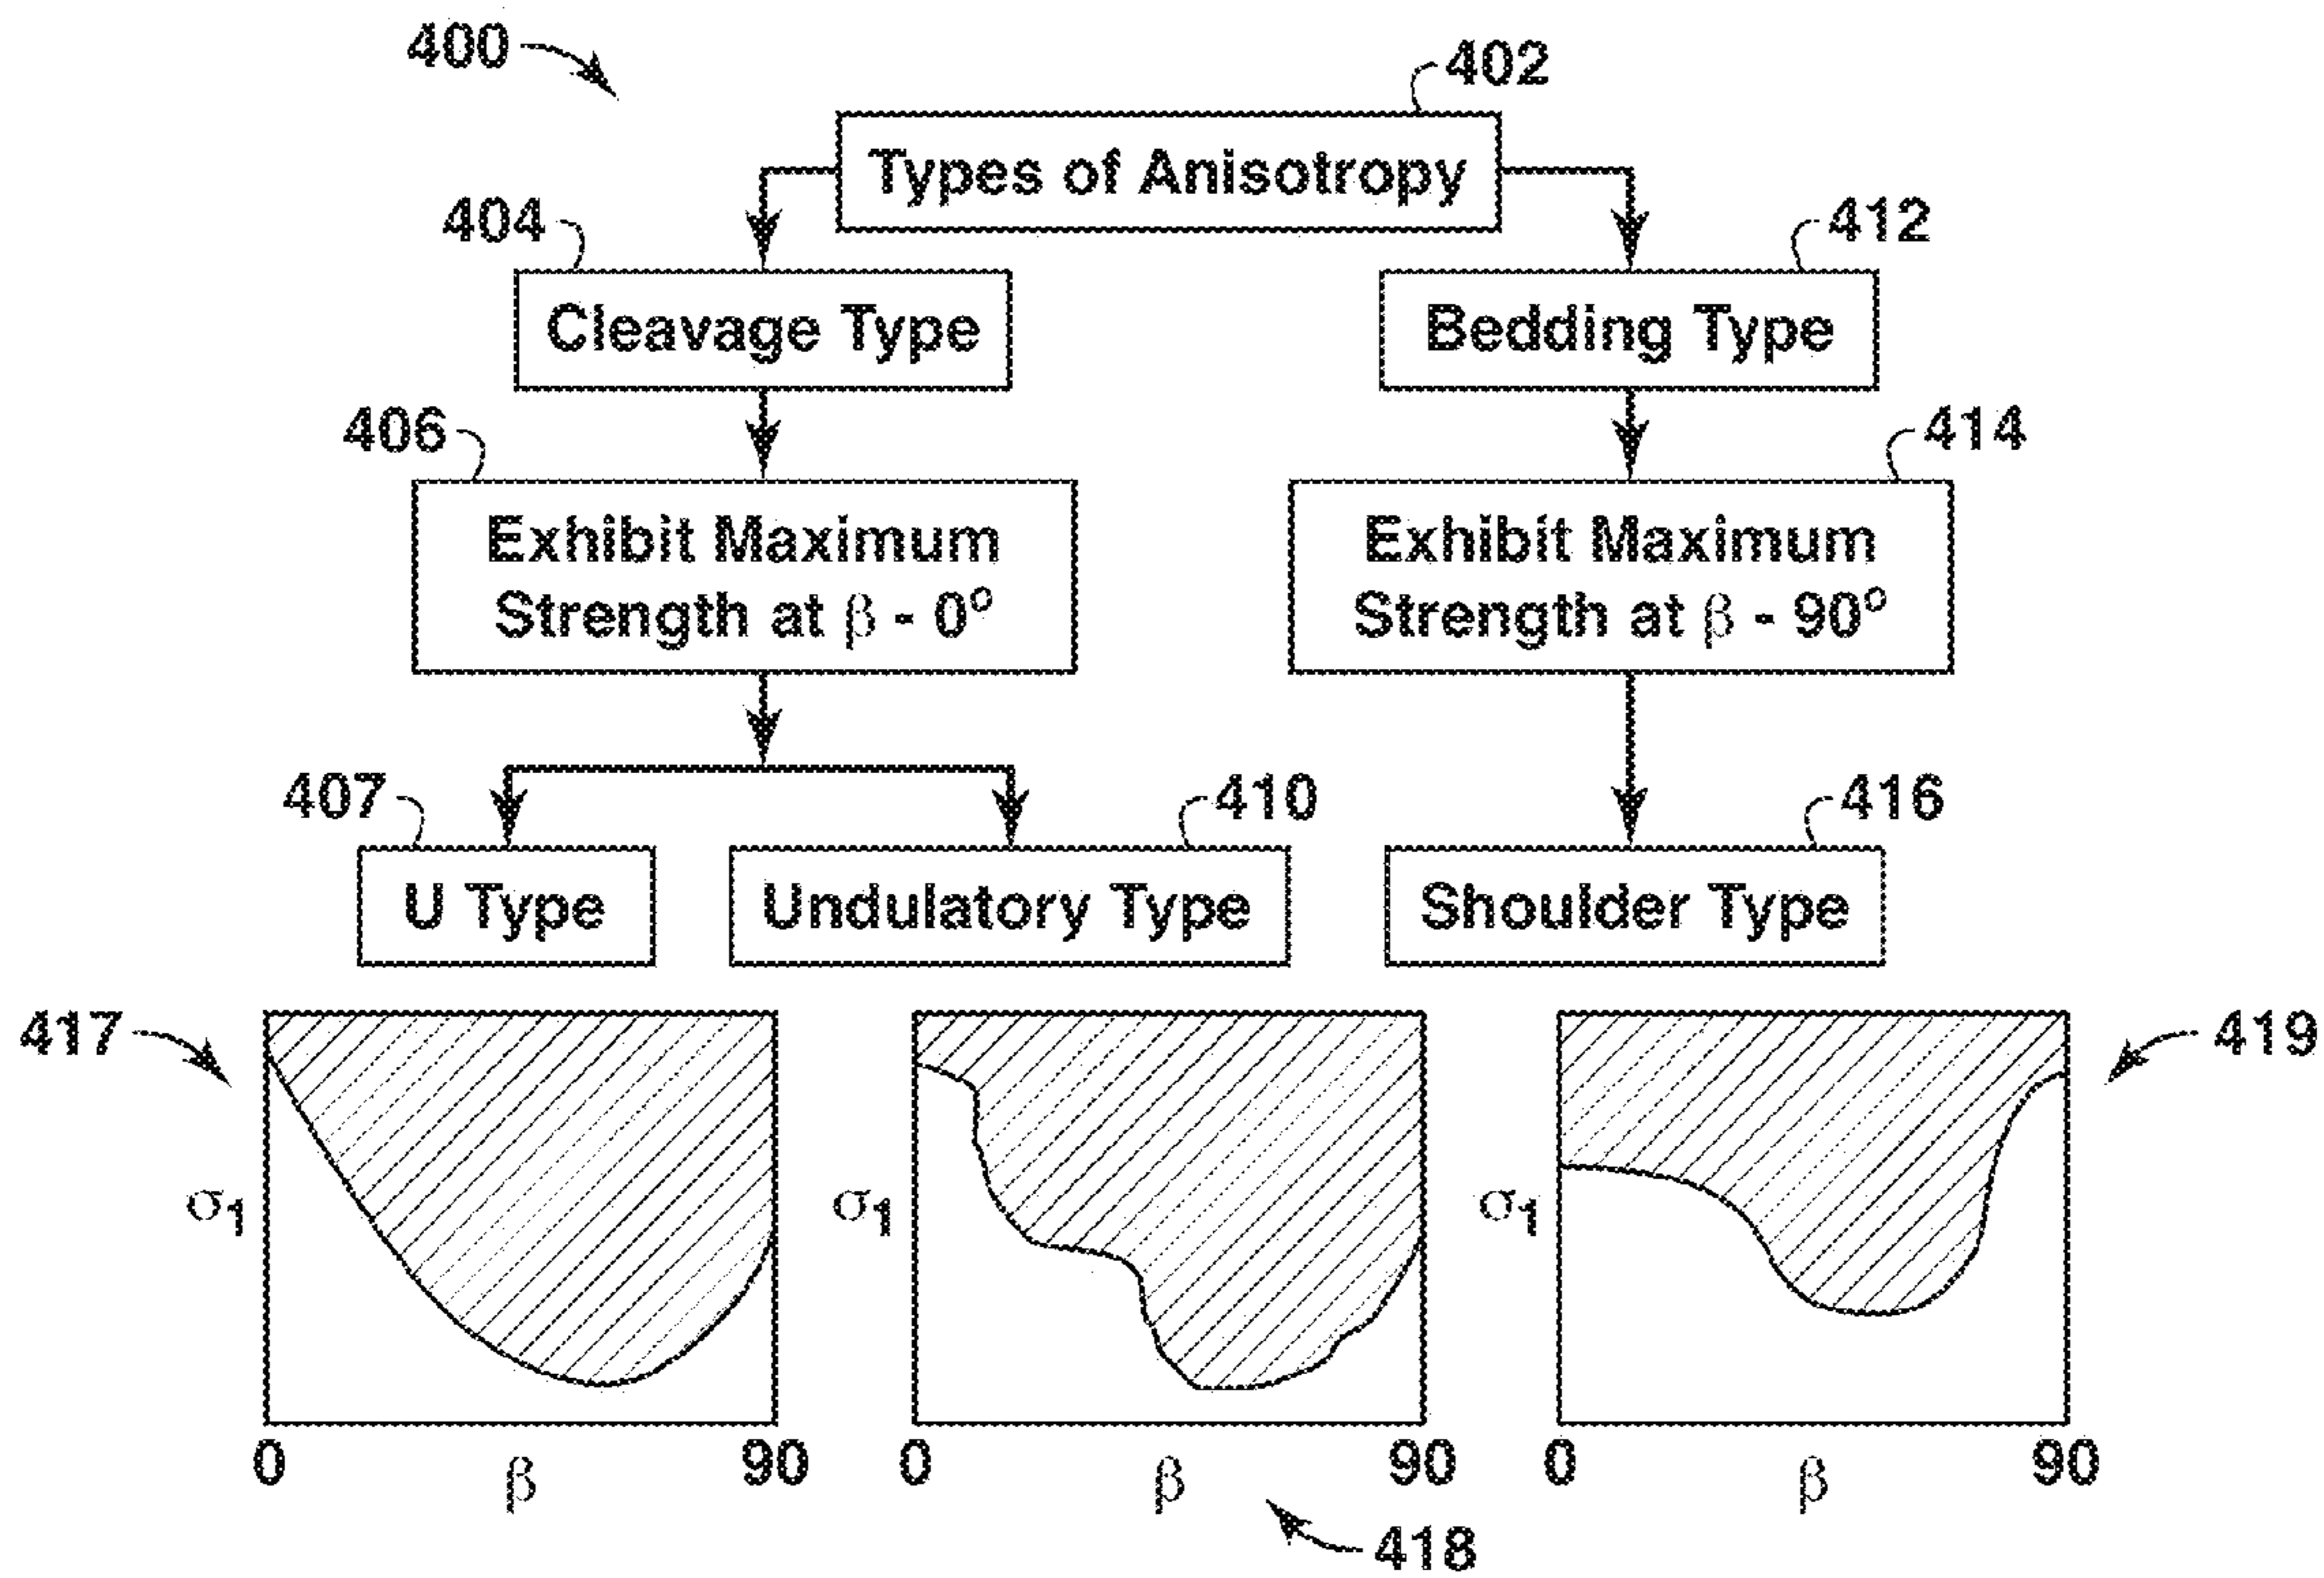 400
402
Types of Anisotropy
404
412
Cleavage Type
Bedding Type
406
414
Exhibit Maximum
Strength at β - 0°
Exhibit Maximum
Strength at β - 90°
407
410
416
U Type
Undulatory Type
Shoulder Type
417
419
σ1
σ1
σ1
0
β
90
0
β
90
0
β
90
418